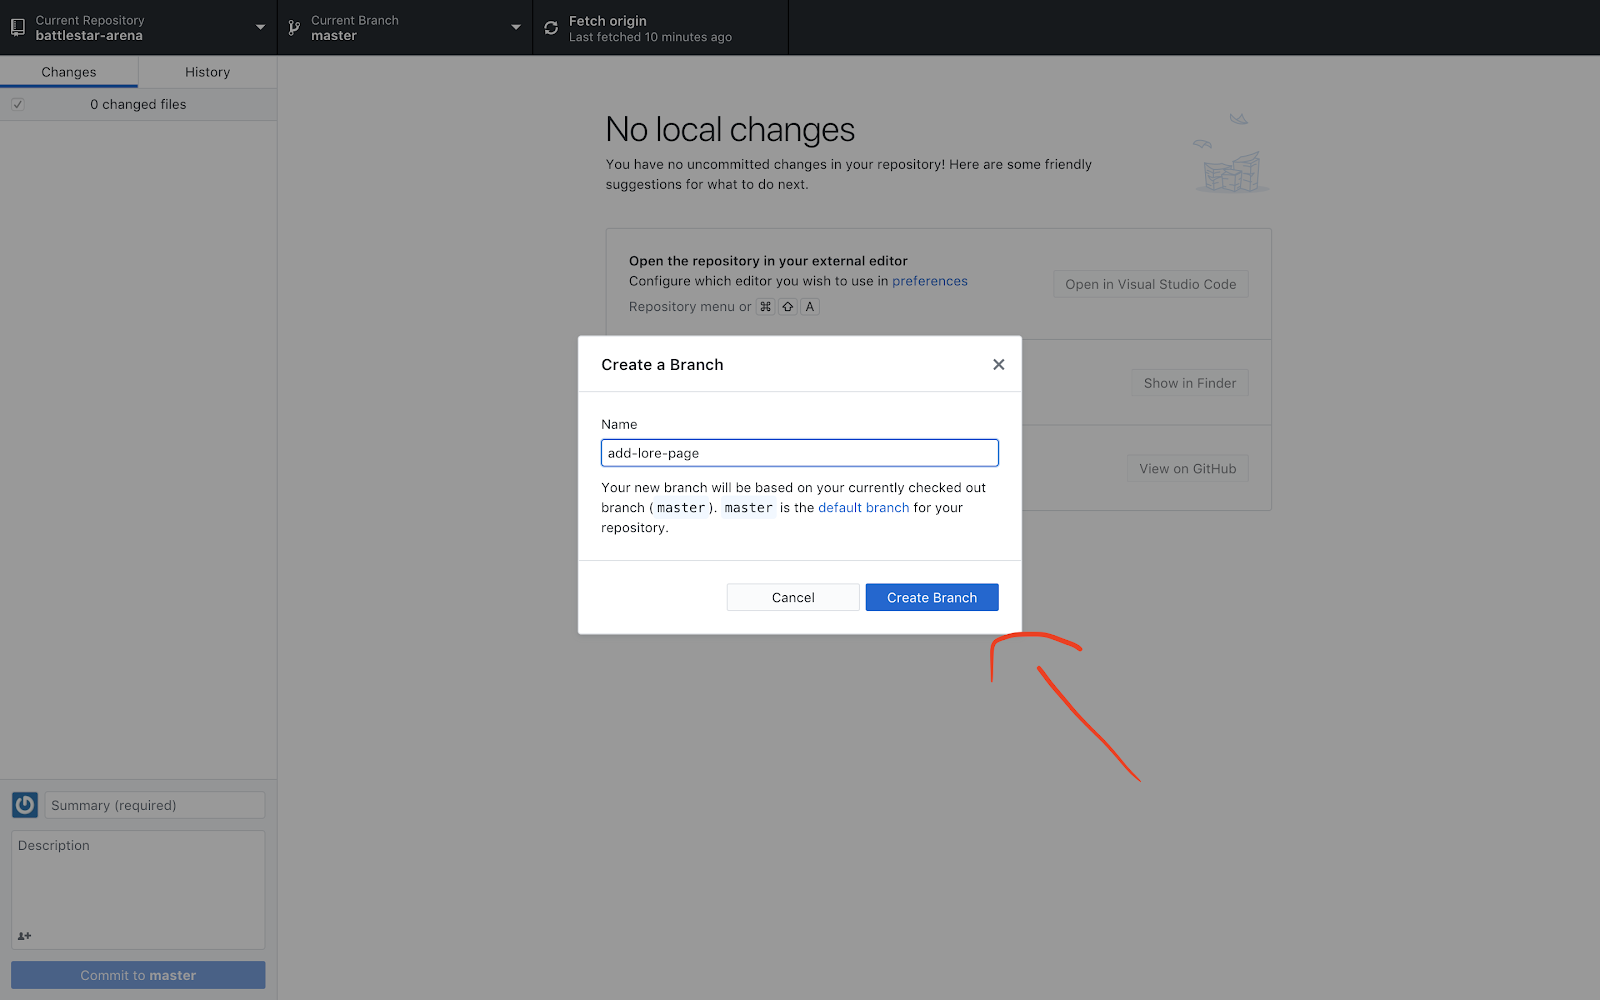 Current Repository
battlestar-arena
Current Branch
master
Fetch origin
Last fetched 10 minutes ago
Changes
History
0 changed files
No local changes
You have no uncommitted changes in your repository! Here are some friendly
suggestions for what to do next.
Open the repository in your external editor
Configure which editor you wish to use in preferences
Repository menu or ⌘ ⇧ A
Open in Visual Studio Code
Show in Finder
View on GitHub
Create a Branch
Name
add-lore-page
Your new branch will be based on your currently checked out
branch (master). master is the default branch for your
repository.
Cancel
Create Branch
Summary (required)
Description
Commit to master